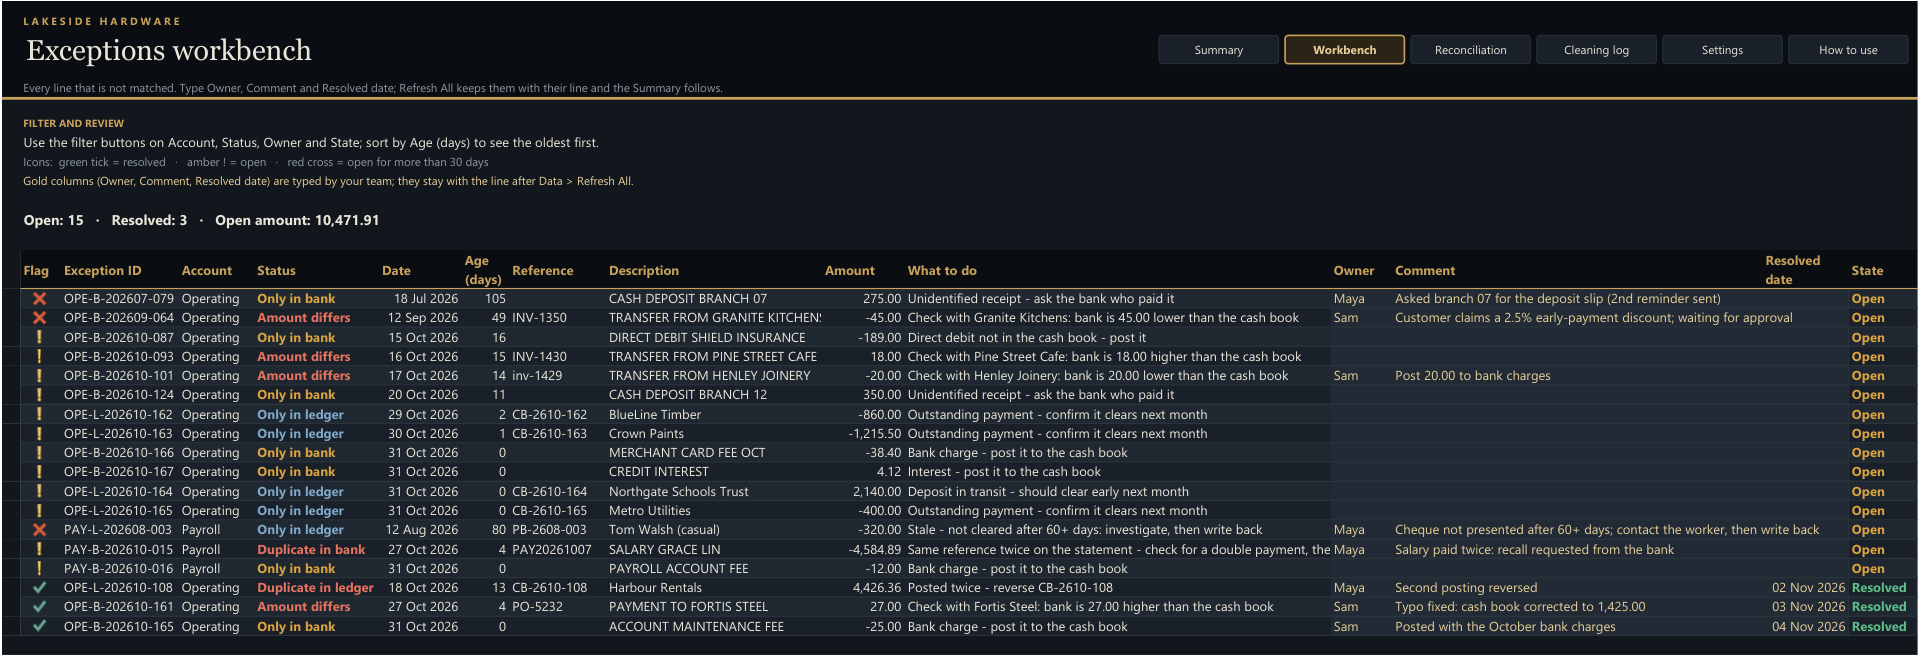 LAKESIDE HARDWARE
Exceptions workbench
Summary Workbench Reconciliation Cleaning log Settings How to use
Every line that is not matched. Type Owner, Comment and Resolved date; Refresh All keeps them with their line and the Summary follows.
FILTER AND REVIEW
Use the filter buttons on Account, Status, Owner and State; sort by Age (days) to see the oldest first.
Icons: green tick = resolved · amber ! = open · red cross = open for more than 30 days
Gold columns (Owner, Comment, Resolved date) are typed by your team; they stay with the line after Data > Refresh All.
Open: 15 · Resolved: 3 · Open amount: 10,471.91
Flag Exception ID Account Status Date Age (days) Reference Description Amount What to do Owner Comment Resolved date State
OPE-B-202607-079 Operating Only in bank 18 Jul 2026 105 CASH DEPOSIT BRANCH 07 275.00 Unidentified receipt - ask the bank who paid it Maya Asked branch 07 for the deposit slip (2nd reminder sent) Open
OPE-B-202609-064 Operating Amount differs 12 Sep 2026 49 INV-1350 TRANSFER FROM GRANITE KITCHENS -45.00 Check with Granite Kitchens: bank is 45.00 lower than the cash book Sam Customer claims a 2.5% early-payment discount; waiting for approval Open
! OPE-B-202610-087 Operating Only in bank 15 Oct 2026 16 DIRECT DEBIT SHIELD INSURANCE -189.00 Direct debit not in the cash book - post it Open
! OPE-B-202610-093 Operating Amount differs 16 Oct 2026 15 INV-1430 TRANSFER FROM PINE STREET CAFE 18.00 Check with Pine Street Cafe: bank is 18.00 higher than the cash book Open
! OPE-B-202610-101 Operating Amount differs 17 Oct 2026 14 inv-1429 TRANSFER FROM HENLEY JOINERY -20.00 Check with Henley Joinery: bank is 20.00 lower than the cash book Sam Post 20.00 to bank charges Open
! OPE-B-202610-124 Operating Only in bank 20 Oct 2026 11 CASH DEPOSIT BRANCH 12 350.00 Unidentified receipt - ask the bank who paid it Open
! OPE-L-202610-162 Operating Only in ledger 29 Oct 2026 2 CB-2610-162 BlueLine Timber -860.00 Outstanding payment - confirm it clears next month Open
! OPE-L-202610-163 Operating Only in ledger 30 Oct 2026 1 CB-2610-163 Crown Paints -1,215.50 Outstanding payment - confirm it clears next month Open
! OPE-B-202610-166 Operating Only in bank 31 Oct 2026 0 MERCHANT CARD FEE OCT -38.40 Bank charge - post it to the cash book Open
! OPE-B-202610-167 Operating Only in bank 31 Oct 2026 0 CREDIT INTEREST 4.12 Interest - post it to the cash book Open
! OPE-L-202610-164 Operating Only in ledger 31 Oct 2026 0 CB-2610-164 Northgate Schools Trust 2,140.00 Deposit in transit - should clear early next month Open
! OPE-L-202610-165 Operating Only in ledger 31 Oct 2026 0 CB-2610-165 Metro Utilities -400.00 Outstanding payment - confirm it clears next month Open
PAY-L-202608-003 Payroll Only in ledger 12 Aug 2026 80 PB-2608-003 Tom Walsh (casual) -320.00 Stale - not cleared after 60+ days: investigate, then write back Maya Cheque not presented after 60+ days; contact the worker, then write back Open
! PAY-B-202610-015 Payroll Duplicate in bank 27 Oct 2026 4 PAY20261007 SALARY GRACE LIN -4,584.89 Same reference twice on the statement - check for a double payment, the Maya Salary paid twice: recall requested from the bank Open
! PAY-B-202610-016 Payroll Only in bank 31 Oct 2026 0 PAYROLL ACCOUNT FEE -12.00 Bank charge - post it to the cash book Open
OPE-L-202610-108 Operating Duplicate in ledger 18 Oct 2026 13 CB-2610-108 Harbour Rentals 4,426.36 Posted twice - reverse CB-2610-108 Maya Second posting reversed 02 Nov 2026 Resolved
OPE-B-202610-161 Operating Amount differs 27 Oct 2026 4 PO-5232 PAYMENT TO FORTIS STEEL 27.00 Check with Fortis Steel: bank is 27.00 higher than the cash book Sam Typo fixed: cash book corrected to 1,425.00 03 Nov 2026 Resolved
OPE-B-202610-165 Operating Only in bank 31 Oct 2026 0 ACCOUNT MAINTENANCE FEE -25.00 Bank charge - post it to the cash book Sam Posted with the October bank charges 04 Nov 2026 Resolved